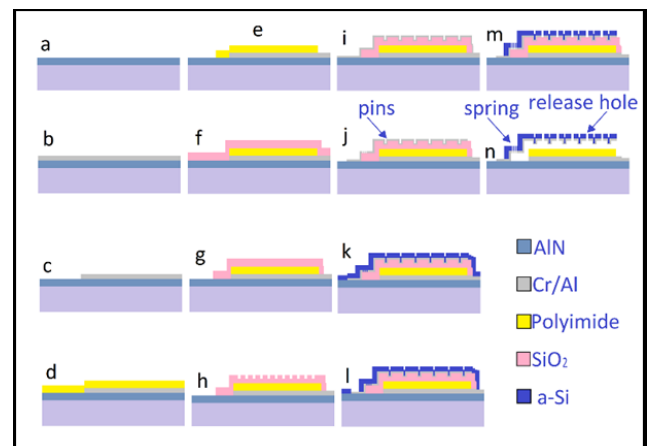 a
e
i
m
pins
spring
release hole
b
f
j
n
c
g
k
d
h
l
AlN
Cr/Al
Polyimide
SiO₂
a-Si